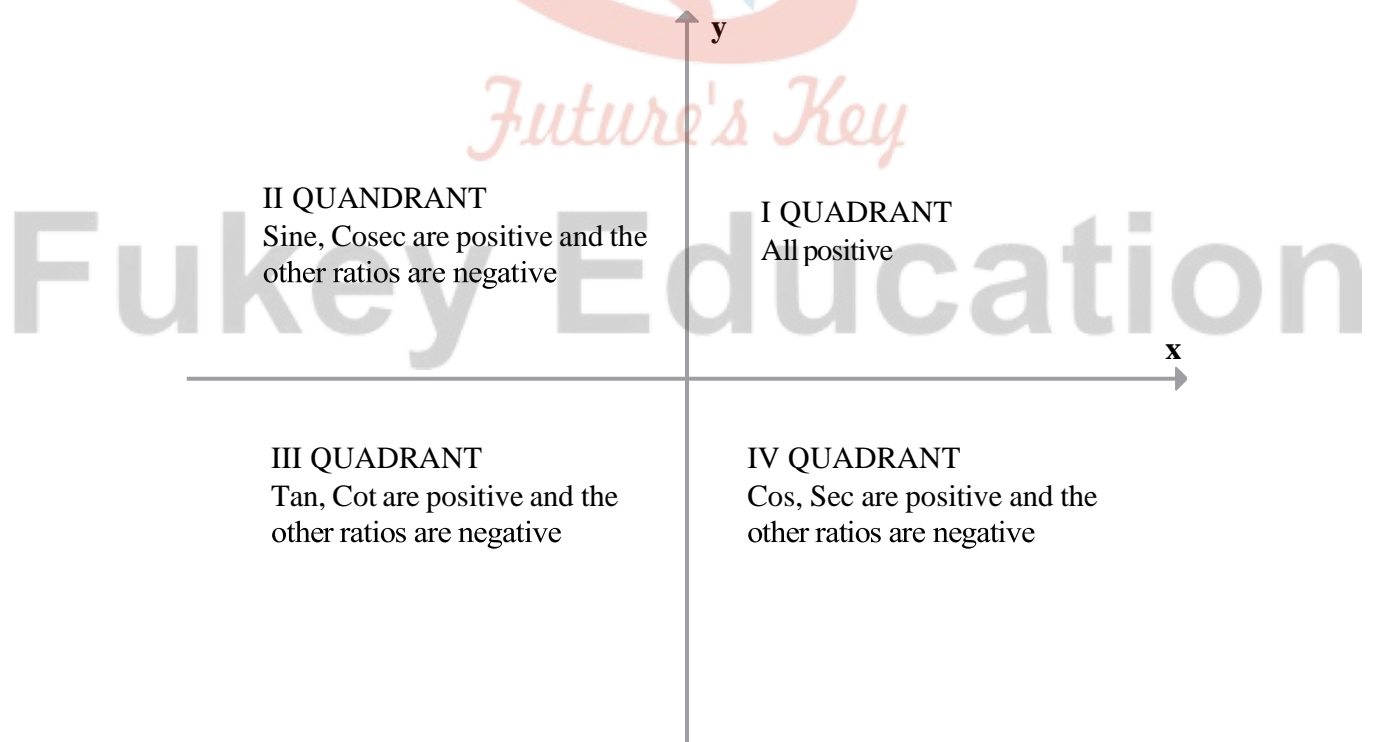 y
Future's Key
II QUANDRANT
Sine, Cosec are positive and the
other ratios are negative
I QUADRANT
All positive
Fukey Education
x
III QUADRANT
Tan, Cot are positive and the
other ratios are negative
IV QUADRANT
Cos, Sec are positive and the
other ratios are negative